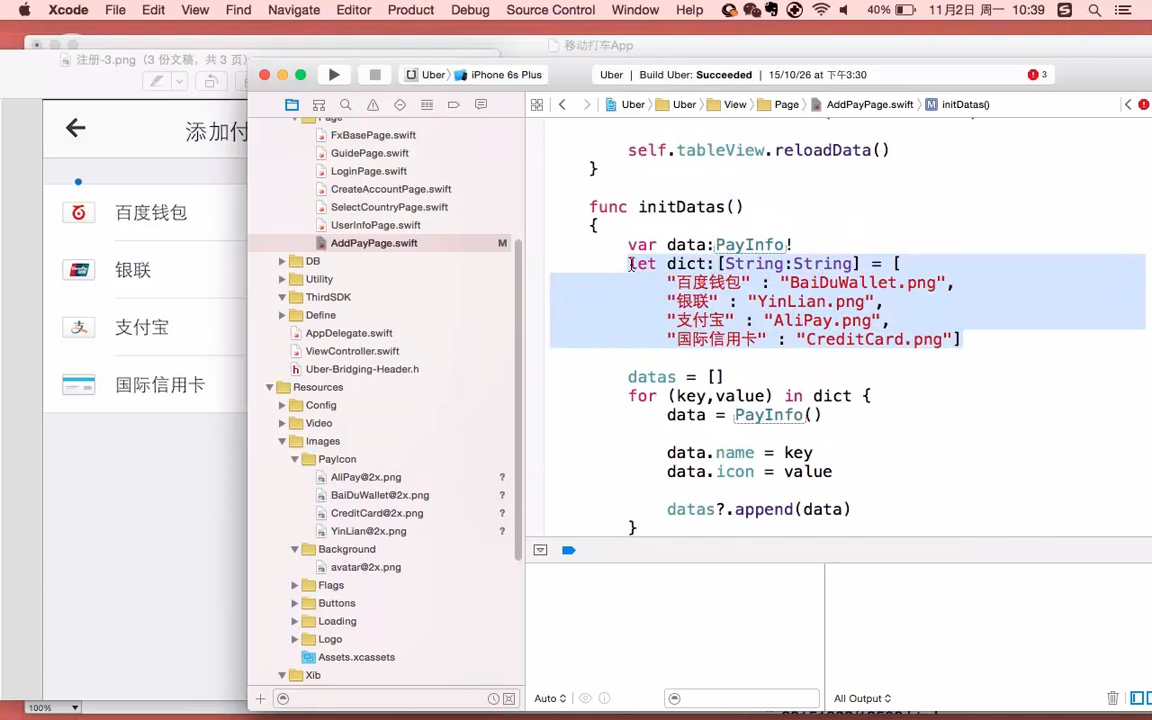 Xcode File Edit View Find Navigate Editor Product Debug Source Control Window Help 40% 11月2日 周一 10:39
移动打车App
注册-3.png (3 份文稿，共 3 页)
Uber iPhone 6s Plus Uber Build Uber: Succeeded 15/10/26 at 下午3:30 3
Uber Uber View Page AddPayPage.swift initDatas()
添加付
百度钱包
银联
支付宝
国际信用卡
100%
Page
FxBasePage.swift
GuidePage.swift
LoginPage.swift
CreateAccountPage.swift
SelectCountryPage.swift
UserInfoPage.swift
AddPayPage.swift M
DB
Utility
ThirdSDK
Define
AppDelegate.swift
ViewController.swift
Uber-Bridging-Header.h
Resources
Config
Video
Images
PayIcon
AliPay@2x.png ?
BaiDuWallet@2x.png ?
CreditCard@2x.png ?
YinLian@2x.png ?
Background
avatar@2x.png
Flags
Buttons
Loading
Logo
Assets.xcassets
Xib
self.tableView.reloadData()
}
func initDatas()
{
var data:PayInfo!
let dict:[String:String] = [
"百度钱包" : "BaiDuWallet.png",
"银联" : "YinLian.png",
"支付宝" : "AliPay.png",
"国际信用卡" : "CreditCard.png"]
datas = []
for (key,value) in dict {
data = PayInfo()
data.name = key
data.icon = value
datas?.append(data)
}
Auto
All Output